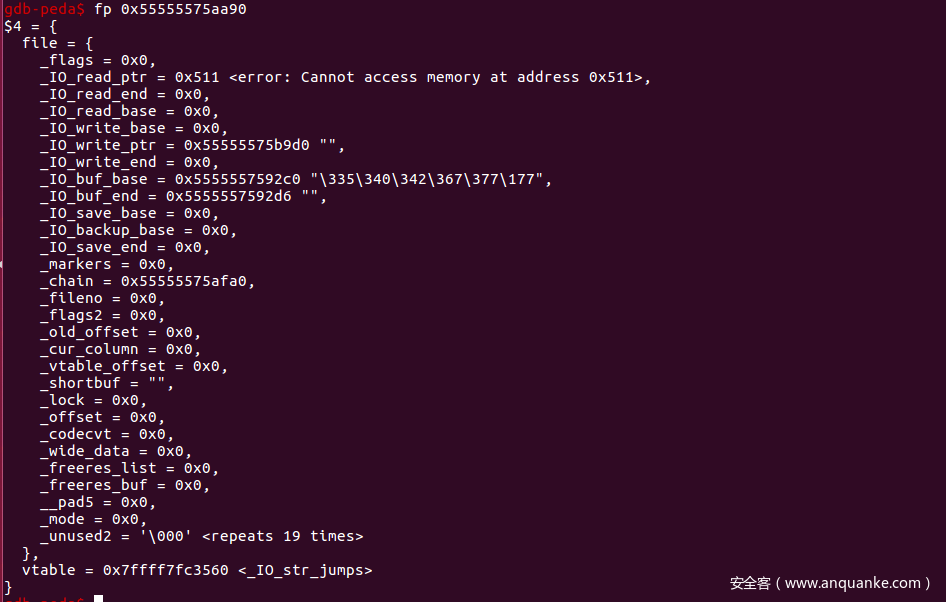 gdb-peda$ fp 0x55555575aa90
$4 = {
  file = {
    _flags = 0x0,
    _IO_read_ptr = 0x511 <error: Cannot access memory at address 0x511>,
    _IO_read_end = 0x0,
    _IO_read_base = 0x0,
    _IO_write_base = 0x0,
    _IO_write_ptr = 0x55555575b9d0 "",
    _IO_write_end = 0x0,
    _IO_buf_base = 0x5555557592c0 "\335\340\342\367\377\177",
    _IO_buf_end = 0x5555557592d6 "",
    _IO_save_base = 0x0,
    _IO_backup_base = 0x0,
    _IO_save_end = 0x0,
    _markers = 0x0,
    _chain = 0x55555575afa0,
    _fileno = 0x0,
    _flags2 = 0x0,
    _old_offset = 0x0,
    _cur_column = 0x0,
    _vtable_offset = 0x0,
    _shortbuf = "",
    _lock = 0x0,
    _offset = 0x0,
    _codecvt = 0x0,
    _wide_data = 0x0,
    _freeres_list = 0x0,
    _freeres_buf = 0x0,
    __pad5 = 0x0,
    _mode = 0x0,
    _unused2 = '\000' <repeats 19 times>
  },
  vtable = 0x7ffff7fc3560 <_IO_str_jumps>
}
安全客（www.anquanke.com）
gdb-peda$